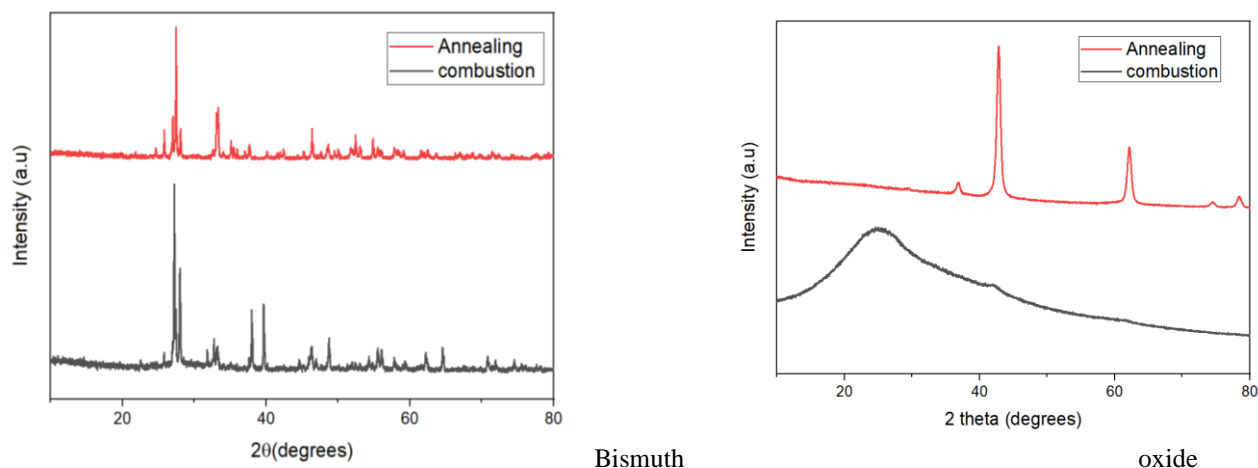 Annealing
combustion
Intensity (a.u)
20
40
60
80
2θ(degrees)
Annealing
combustion
Intensity (a.u)
20
40
60
80
2 theta (degrees)
Bismuth oxide